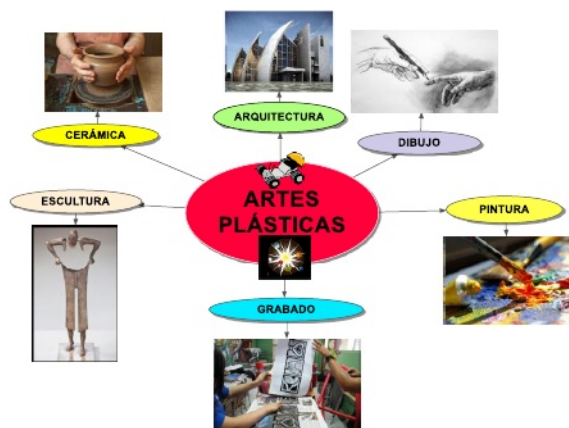 ARQUITECTURA
CERÁMICA
DIBUJO
ARTES
PLÁSTICAS
ESCULTURA
PINTURA
GRABADO